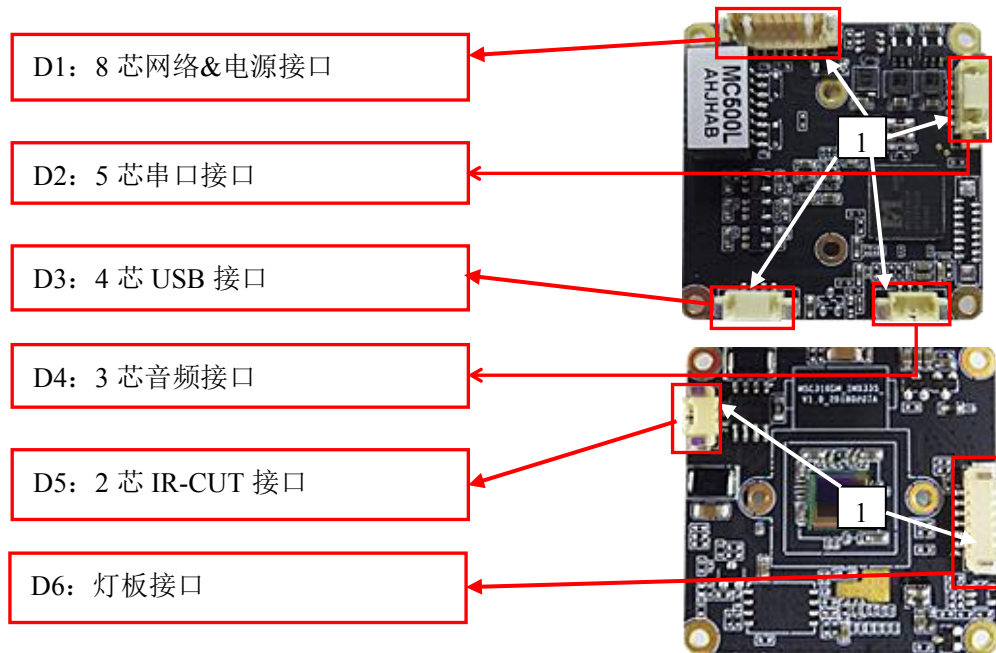 D1：8 芯网络&电源接口
D2：5 芯串口接口
D3：4 芯 USB 接口
D4：3 芯音频接口
D5：2 芯 IR-CUT 接口
D6：灯板接口
MC600L
AHJHAB
1
1